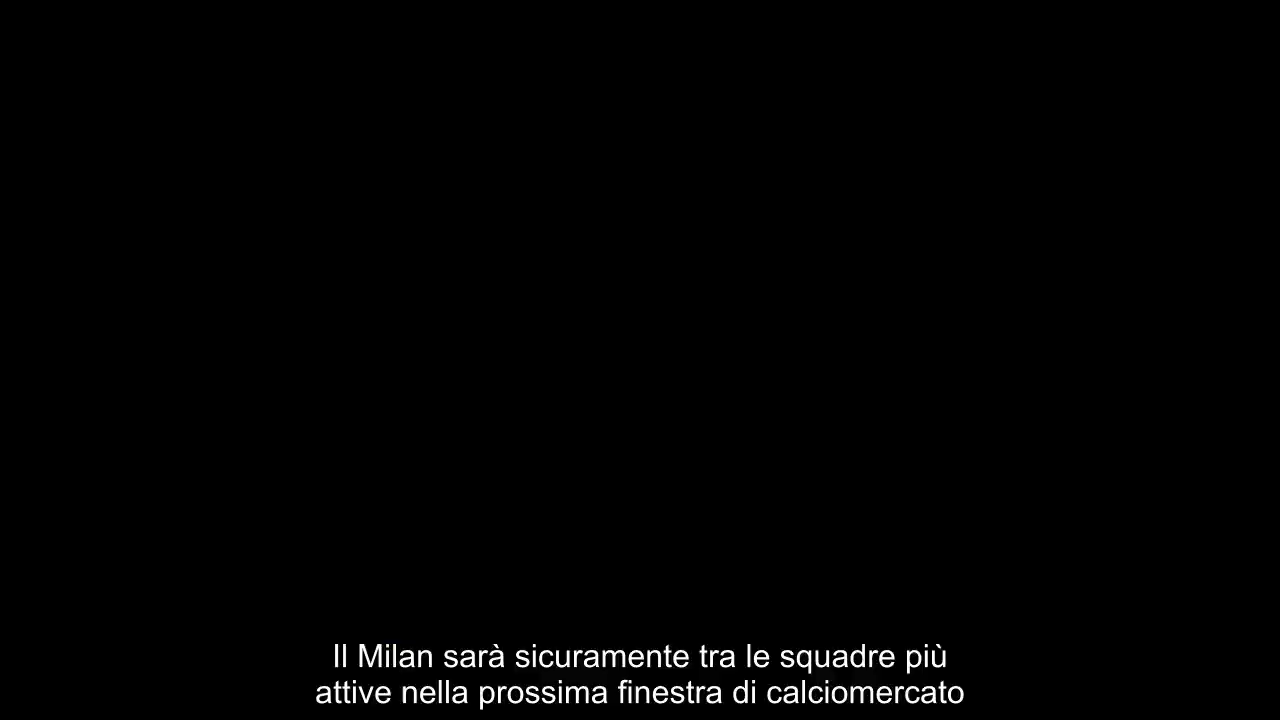 Il Milan sarà sicuramente tra le squadre più
attive nella prossima finestra di calciomercato